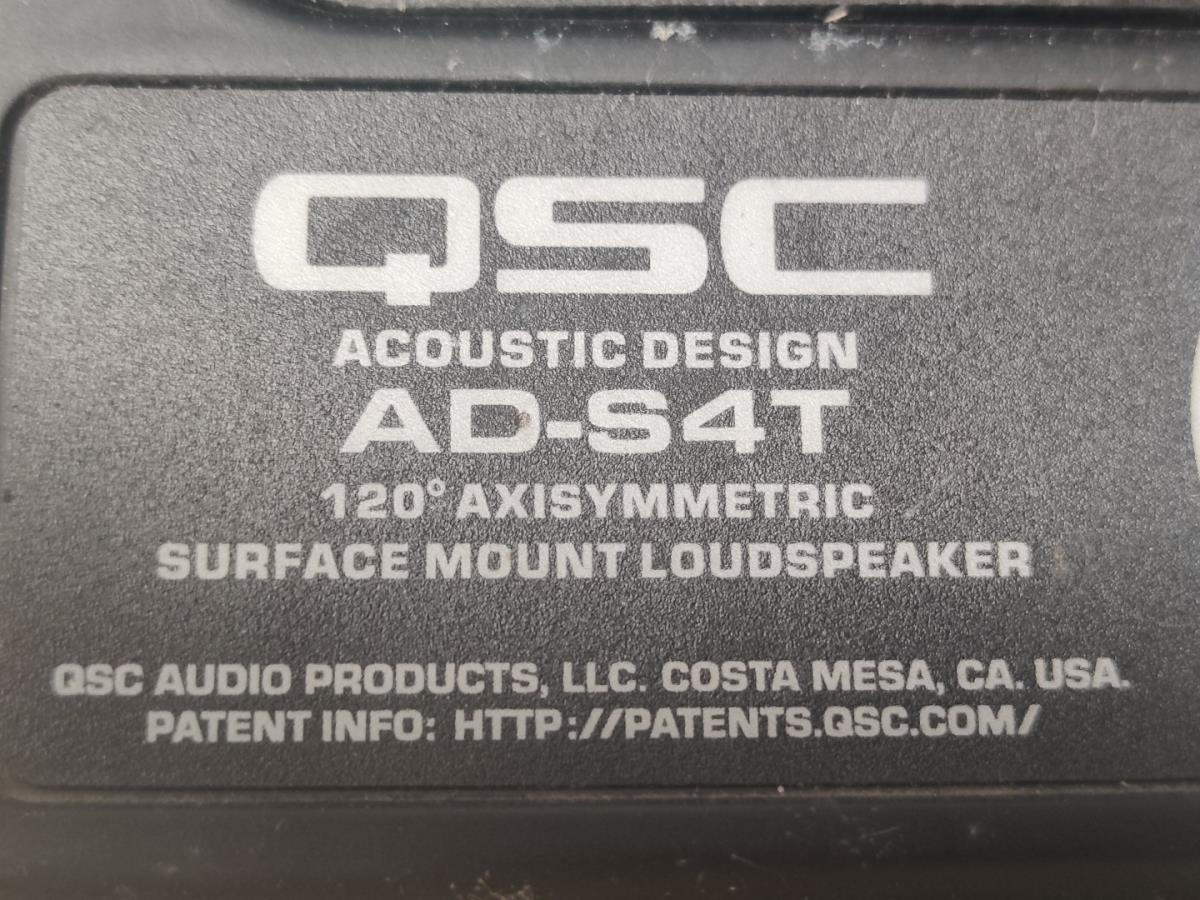 QSC
ACOUSTIC DESIGN
AD-S4T
120° AXISYMMETRIC
SURFACE MOUNT LOUDSPEAKER
QSC AUDIO PRODUCTS, LLC. COSTA MESA, CA. USA.
PATENT INFO: HTTP://PATENTS.QSC.COM/